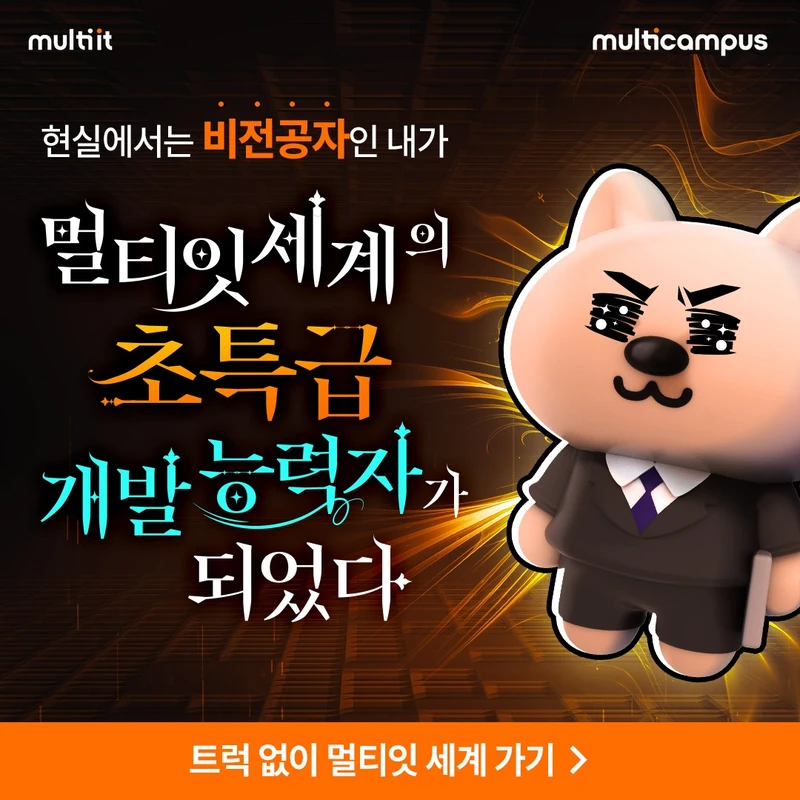 multiit
multicampus
현실에서는 비전공자인 내가
멀티잇세계의
초특급
개발능력자가
되었다
트럭 없이 멀티잇 세계 가기 >